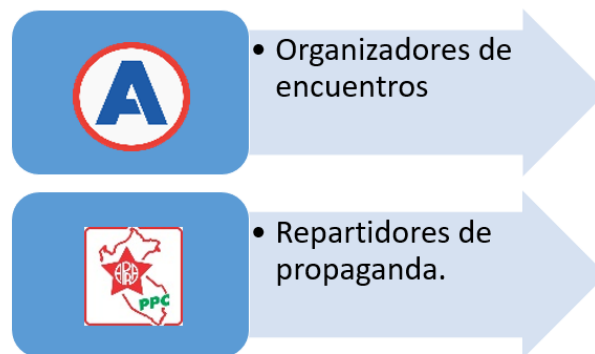 A
• Organizadores de
encuentros
APRA
PPC
• Repartidores de
propaganda.